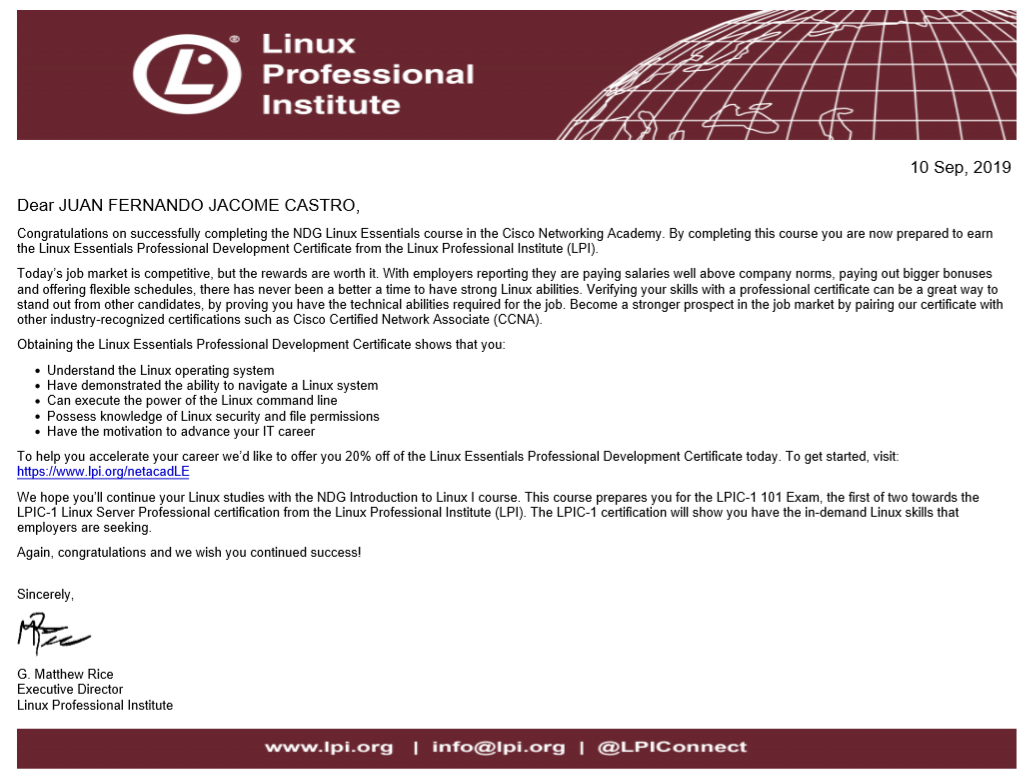 Linux
Professional
Institute
10 Sep, 2019
Dear JUAN FERNANDO JACOME CASTRO,
Congratulations on successfully completing the NDG Linux Essentials course in the Cisco Networking Academy. By completing this course you are now prepared to earn
the Linux Essentials Professional Development Certificate from the Linux Professional Institute (LPI).
Today's job market is competitive, but the rewards are worth it. With employers reporting they are paying salaries well above company norms, paying out bigger bonuses
and offering flexible schedules, there has never been a better a time to have strong Linux abilities. Verifying your skills with a professional certificate can be a great way to
stand out from other candidates, by proving you have the technical abilities required for the job. Become a stronger prospect in the job market by pairing our certificate with
other industry-recognized certifications such as Cisco Certified Network Associate (CCNA).
Obtaining the Linux Essentials Professional Development Certificate shows that you:
• Understand the Linux operating system
• Have demonstrated the ability to navigate a Linux system
• Can execute the power of the Linux command line
• Possess knowledge of Linux security and file permissions
• Have the motivation to advance your IT career
To help you accelerate your career we'd like to offer you 20% off of the Linux Essentials Professional Development Certificate today. To get started, visit:
https://www.lpi.org/netacadLE
We hope you'll continue your Linux studies with the NDG Introduction to Linux I course. This course prepares you for the LPIC-1 101 Exam, the first of two towards the
LPIC-1 Linux Server Professional certification from the Linux Professional Institute (LPI). The LPIC-1 certification will show you have the in-demand Linux skills that
employers are seeking.
Again, congratulations and we wish you continued success!
Sincerely,
G. Matthew Rice
Executive Director
Linux Professional Institute
www.lpi.org | info@lpi.org | @LPIConnect